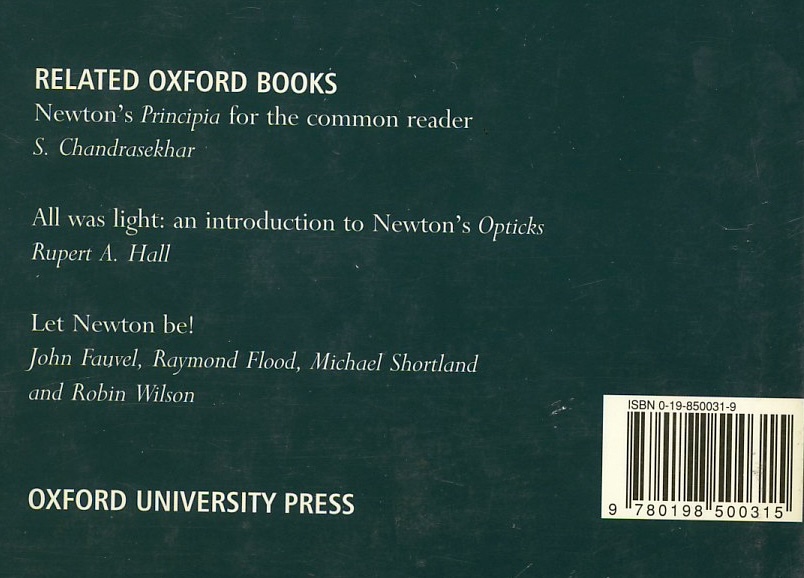 RELATED OXFORD BOOKS
Newton's Principia for the common reader
S. Chandrasekhar
All was light: an introduction to Newton's Opticks
Rupert A. Hall
Let Newton be!
John Fauvel, Raymond Flood, Michael Shortland
and Robin Wilson
OXFORD UNIVERSITY PRESS
ISBN 0-19-850031-9
9 780198 500315